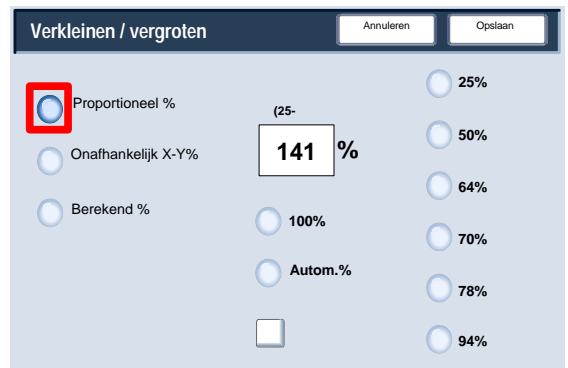 Verkleinen / vergroten
Annuleren
Opslaan
Proportioneel %
Onafhankelijk X-Y%
Berekend %
(25-
141 %
100%
Autom.%
25%
50%
64%
70%
78%
94%